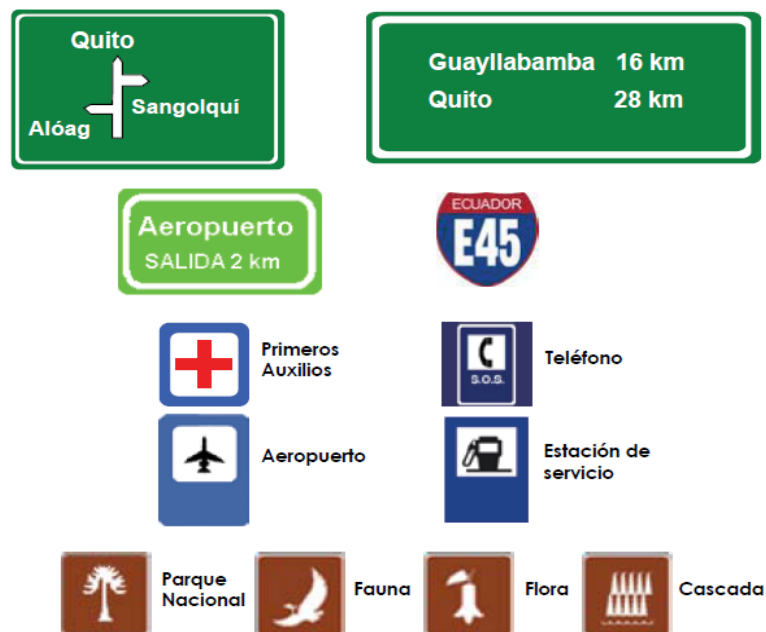 Quito
Sangolquí
Alóag
Guayllabamba 16 km
Quito 28 km
Aeropuerto
SALIDA 2 km
ECUADOR
E45
Primeros
Auxilios
S.O.S.
Teléfono
Aeropuerto
Estación de
servicio
Parque
Nacional
Fauna
Flora
Cascada